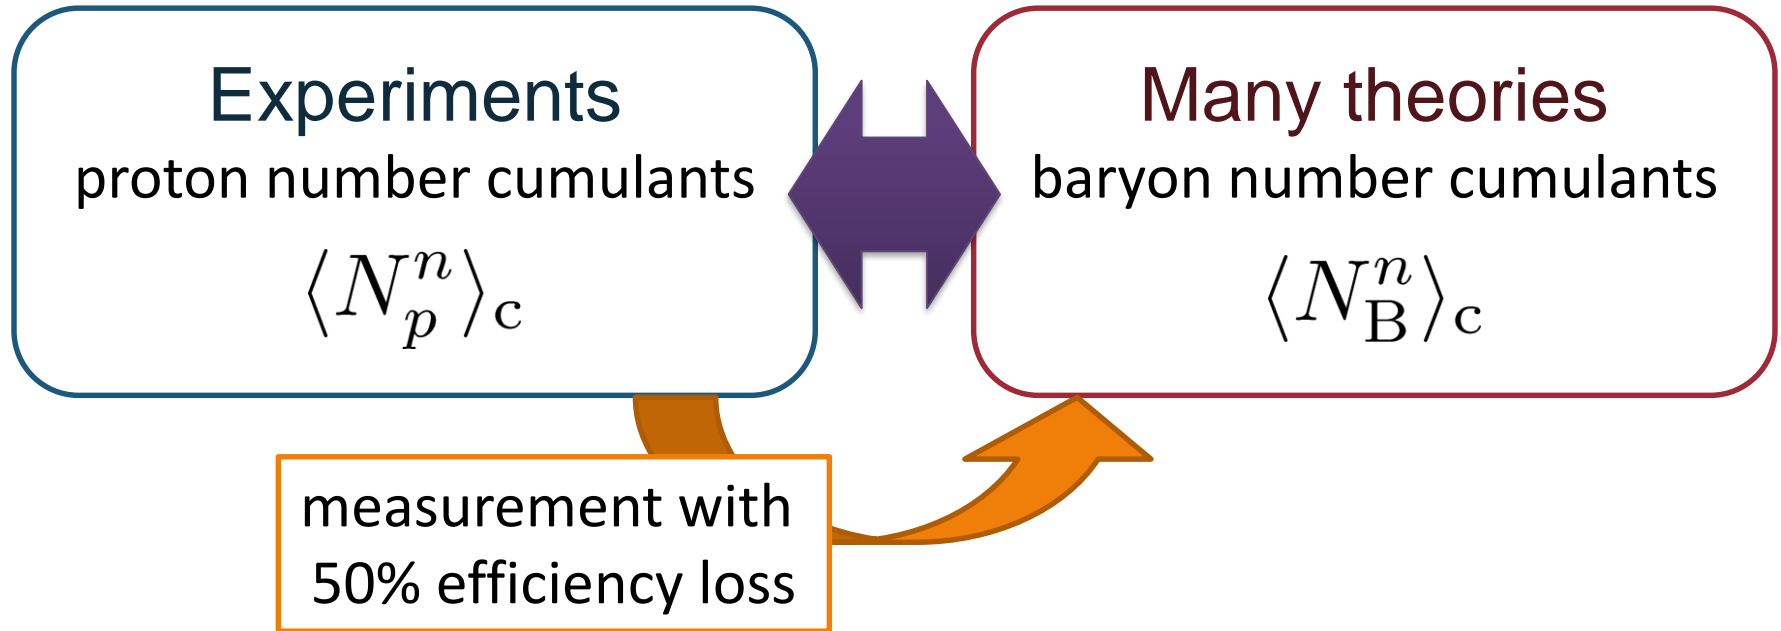 Experiments
proton number cumulants
⟨N_p^n⟩_c
Many theories
baryon number cumulants
⟨N_B^n⟩_c
measurement with
50% efficiency loss